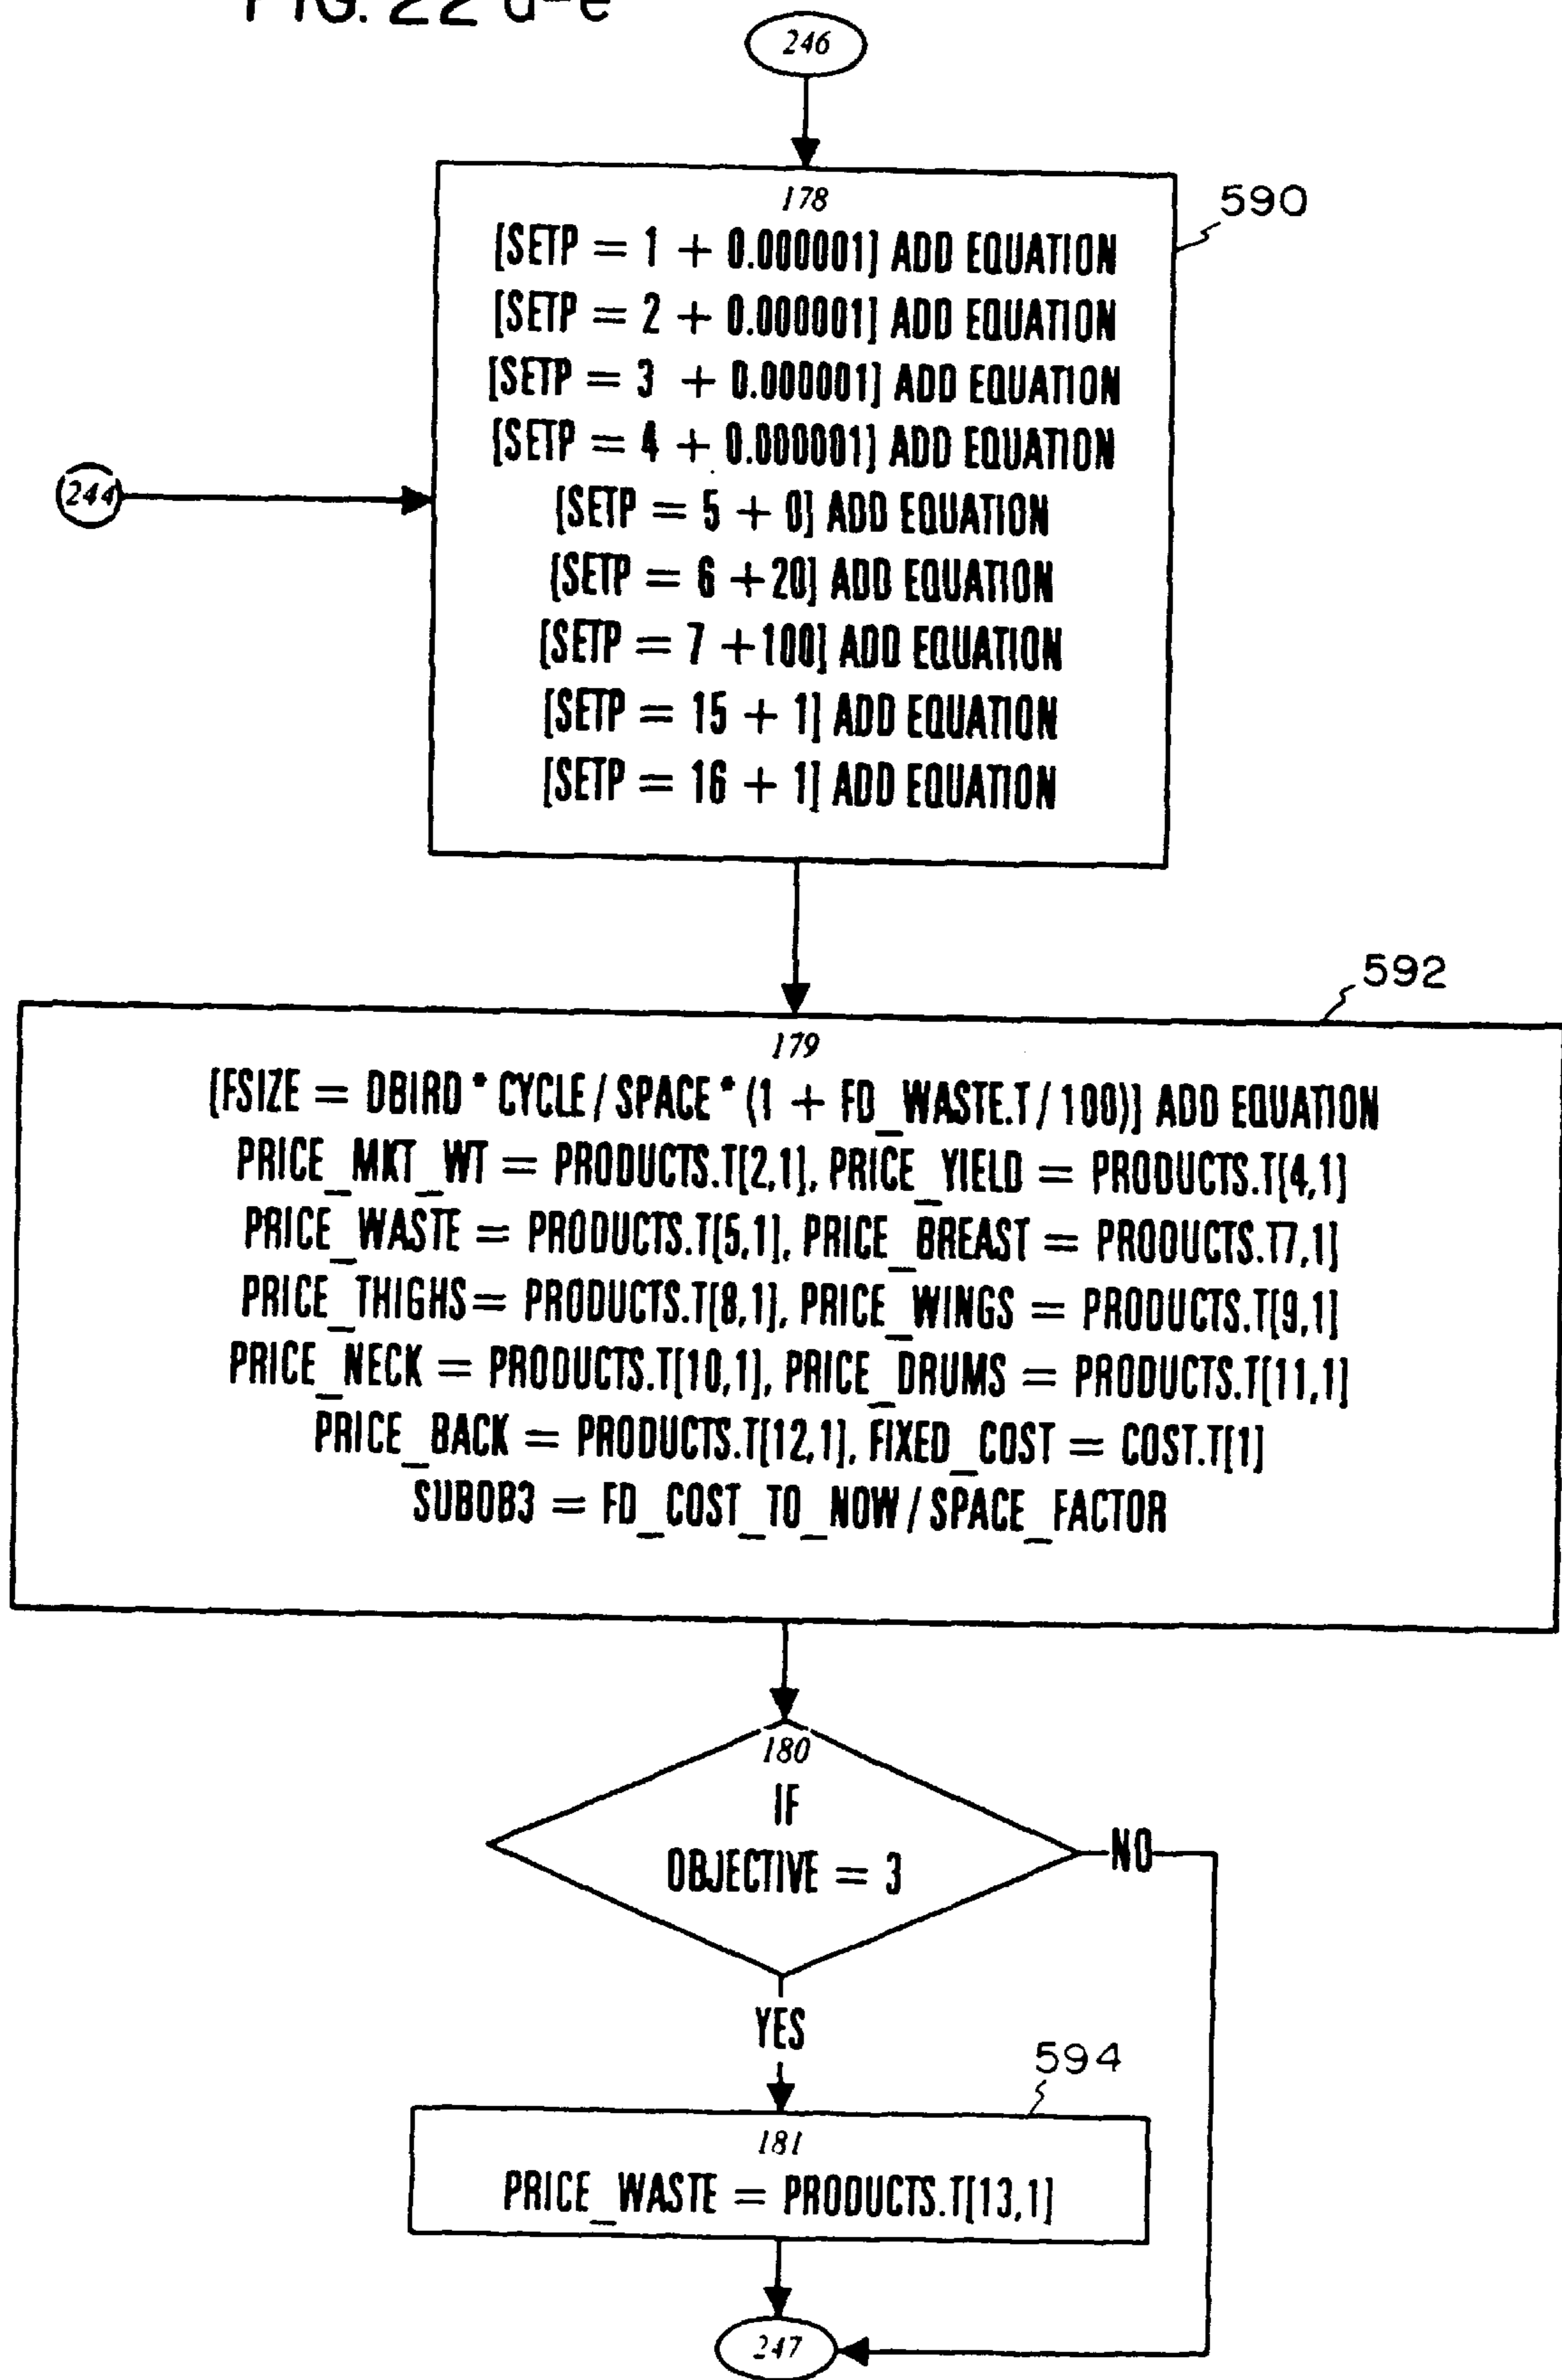 FIG. 22 d-e
246
178
590
[SETP = 1 + 0.000001] ADD EQUATION
[SETP = 2 + 0.000001] ADD EQUATION
[SETP = 3 + 0.000001] ADD EQUATION
[SETP = 4 + 0.000001] ADD EQUATION
244
[SETP = 5 + 0] ADD EQUATION
[SETP = 6 +20] ADD EQUATION
[SETP = 7 +100] ADD EQUATION
[SETP = 15 + 1] ADD EQUATION
[SETP = 16 + 1] ADD EQUATION
592
179
[FSIZE = DBIRD * CYCLE / SPACE * (1 + FD_WASTE.T / 100)] ADD EQUATION
PRICE_MKT_WT = PRODUCTS.T[2,1], PRICE_YIELD = PRODUCTS.T[4,1]
PRICE_WASTE = PRODUCTS.T[5,1], PRICE_BREAST = PRODUCTS.T7,1]
PRICE_THIGHS= PRODUCTS.T[8,1], PRICE_WINGS = PRODUCTS.T[9,1]
PRICE_NECK = PRODUCTS.T[10,1], PRICE_DRUMS = PRODUCTS.T[11,1]
PRICE_BACK = PRODUCTS.T[12,1], FIXED_COST = COST.T[1]
SUBOB3 = FD_COST_TO_NOW / SPACE_FACTOR
180
IF
OBJECTIVE = 3
NO
YES
594
181
PRICE_WASTE = PRODUCTS.T[13,1]
247